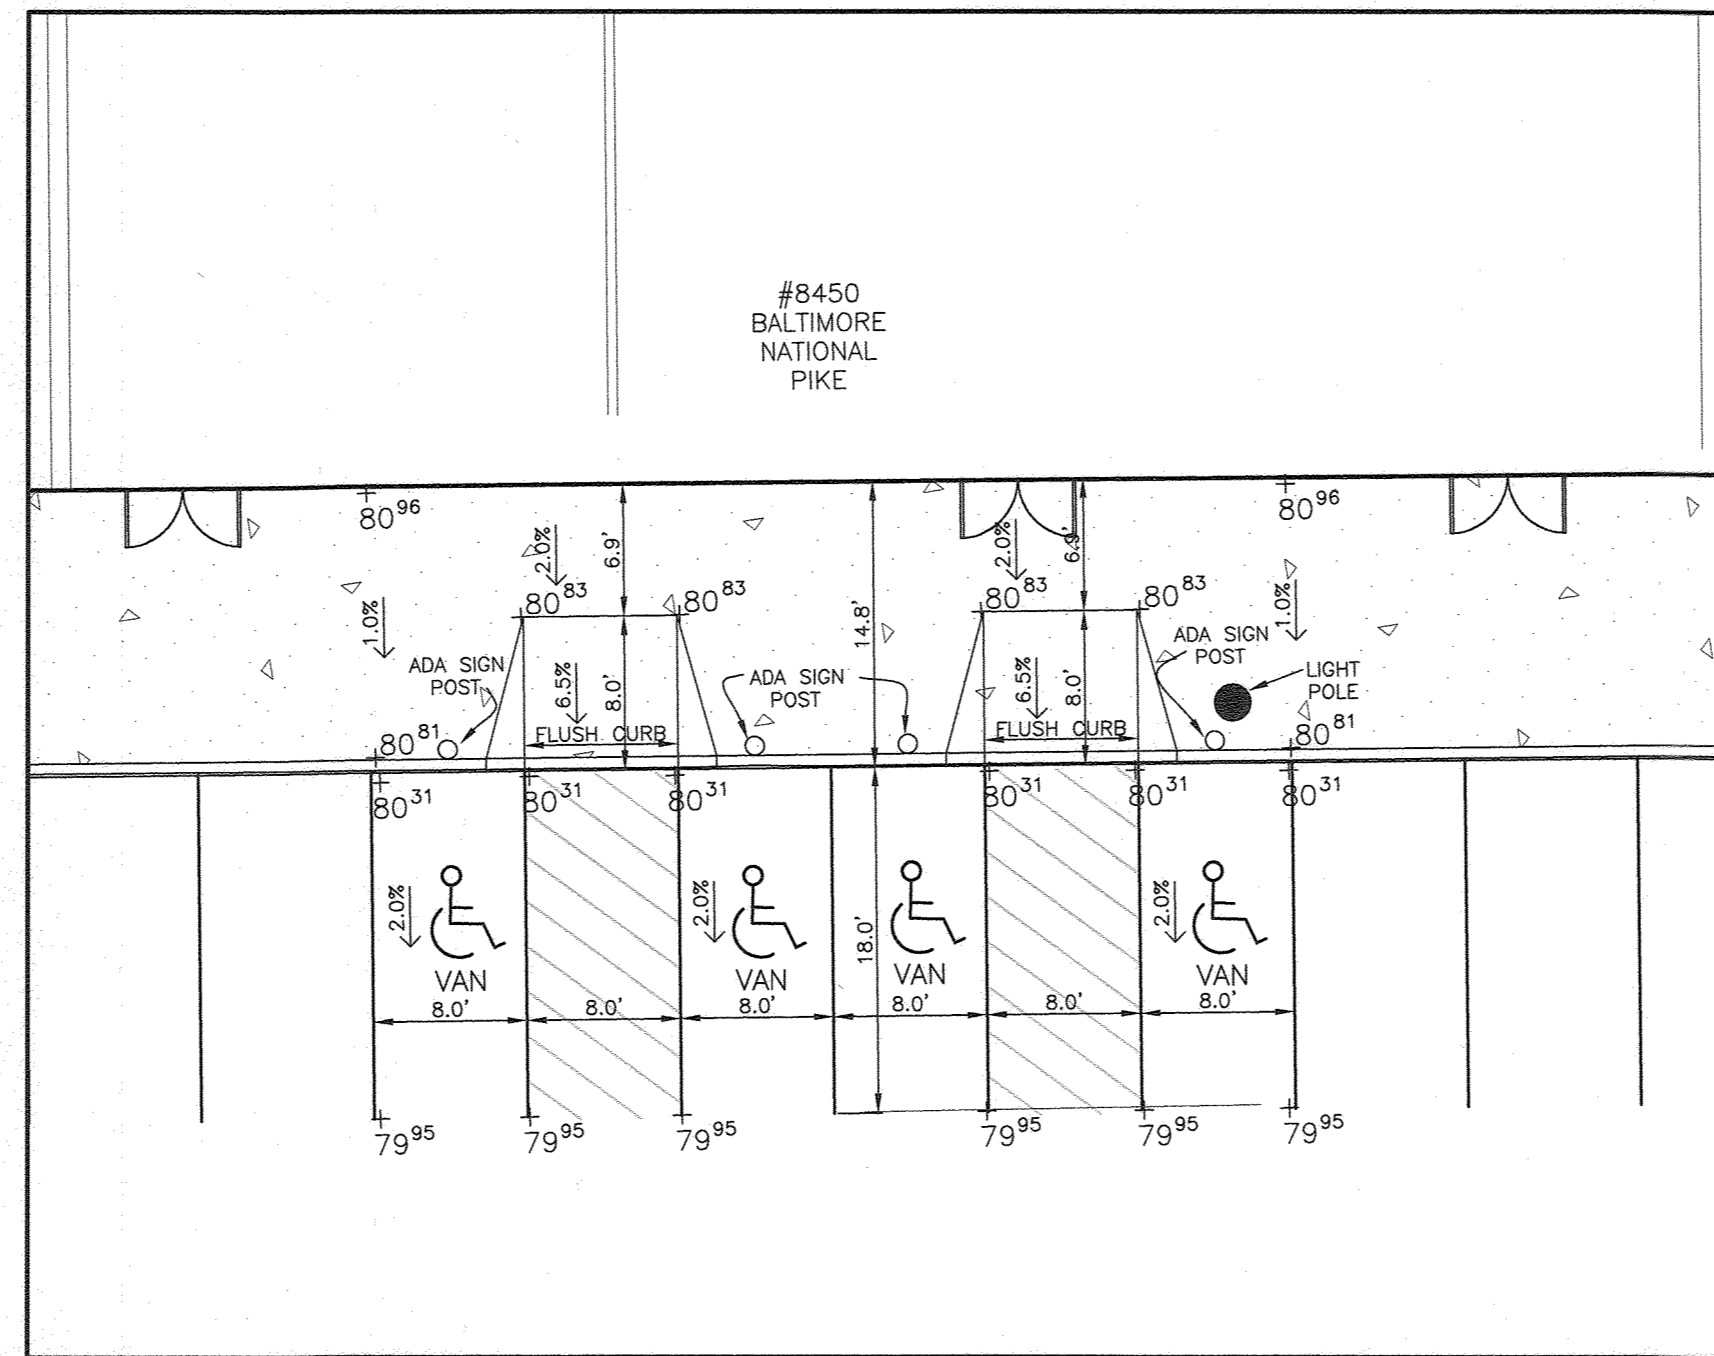 #8450
BALTIMORE
NATIONAL
PIKE
80⁹⁶
80⁹⁶
2.0%
6.9'
2.0%
6.9'
80⁸³
80⁸³
80⁸³
80⁸³
1.0%
14.8'
1.0%
ADA SIGN
POST
6.5%
8.0'
ADA SIGN
POST
6.5%
8.0'
ADA SIGN
POST
LIGHT
POLE
80⁸¹
FLUSH CURB
FLUSH CURB
80⁸¹
80³¹
80³¹
80³¹
80³¹
80³¹
80³¹
2.0%
2.0%
18.0'
2.0%
VAN
VAN
VAN
VAN
8.0'
8.0'
8.0'
8.0'
8.0'
8.0'
79⁹⁵
79⁹⁵
79⁹⁵
79⁹⁵
79⁹⁵
79⁹⁵